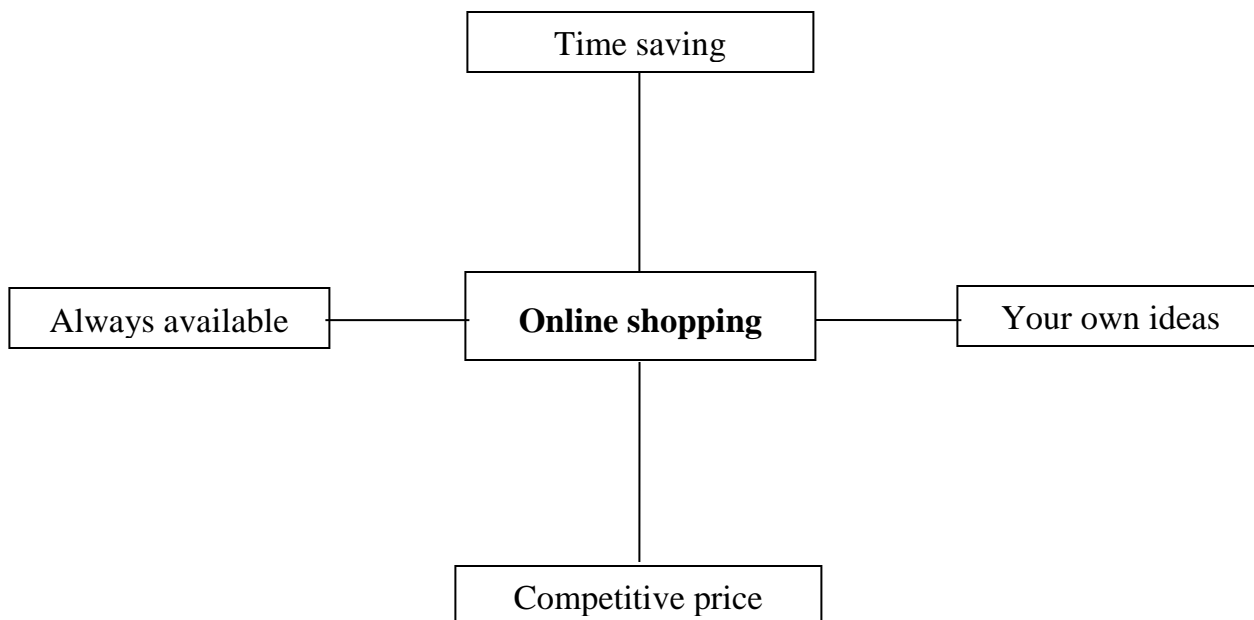 Time saving
Always available
Online shopping
Your own ideas
Competitive price